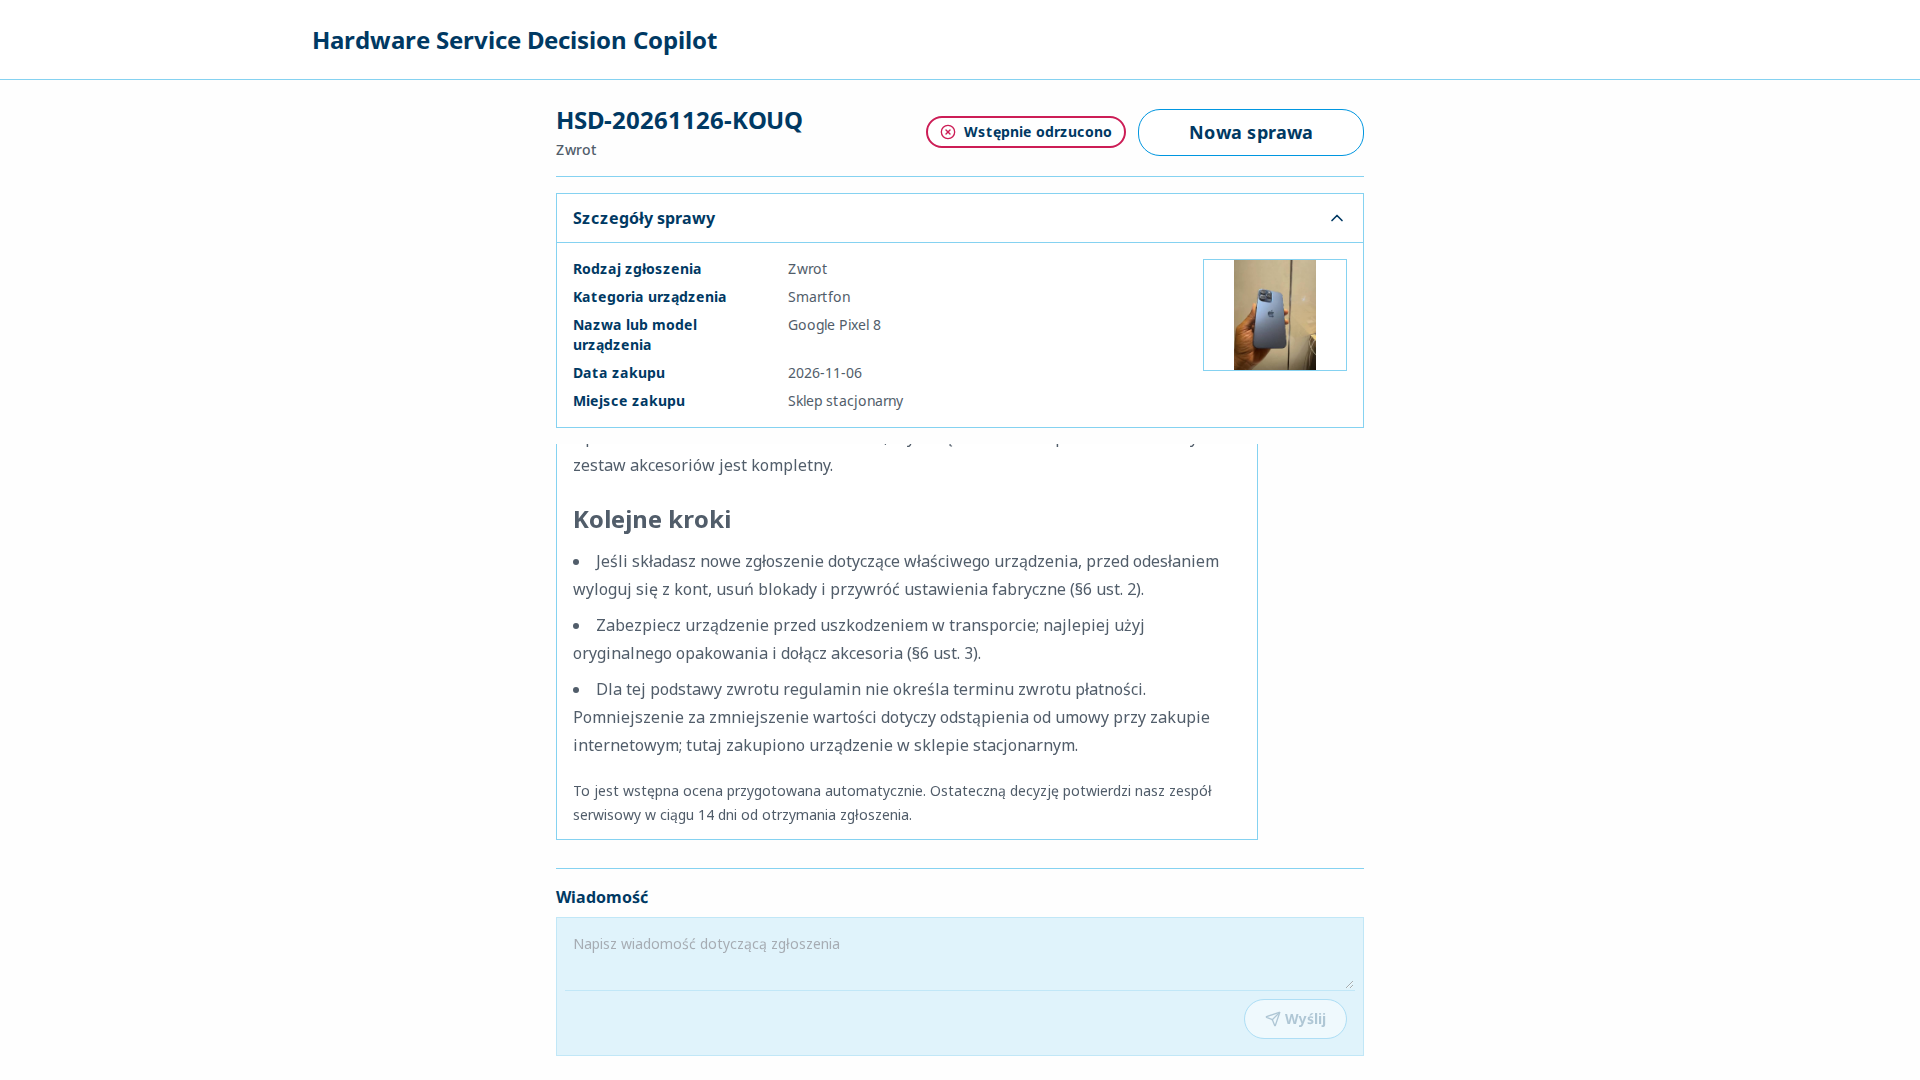 Hardware Service Decision Copilot
HSD-20261126-KOUQ
Zwrot
Wstępnie odrzucono
Nowa sprawa
Szczegóły sprawy
Rodzaj zgłoszenia
Zwrot
Kategoria urządzenia
Smartfon
Nazwa lub model
urządzenia
Google Pixel 8
Data zakupu
2026-11-06
Miejsce zakupu
Sklep stacjonarny
zestaw akcesoriów jest kompletny.
Kolejne kroki
• Jeśli składasz nowe zgłoszenie dotyczące właściwego urządzenia, przed odesłaniem
wyloguj się z kont, usuń blokady i przywróć ustawienia fabryczne (§6 ust. 2).
• Zabezpiecz urządzenie przed uszkodzeniem w transporcie; najlepiej użyj
oryginalnego opakowania i dołącz akcesoria (§6 ust. 3).
• Dla tej podstawy zwrotu regulamin nie określa terminu zwrotu płatności.
Pomniejszenie za zmniejszenie wartości dotyczy odstąpienia od umowy przy zakupie
internetowym; tutaj zakupiono urządzenie w sklepie stacjonarnym.
To jest wstępna ocena przygotowana automatycznie. Ostateczną decyzję potwierdzi nasz zespół
serwisowy w ciągu 14 dni od otrzymania zgłoszenia.
Wiadomość
Napisz wiadomość dotyczącą zgłoszenia
Wyślij